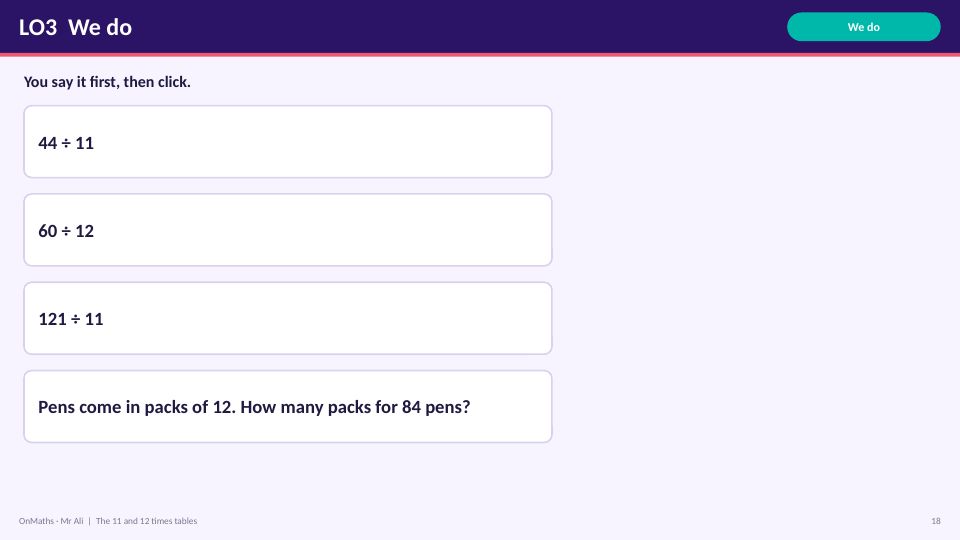 LO3  We do
We do
You say it first, then click.
44 ÷ 11
60 ÷ 12
121 ÷ 11
Pens come in packs of 12. How many packs for 84 pens?
OnMaths - Mr Ali  |  The 11 and 12 times tables
18